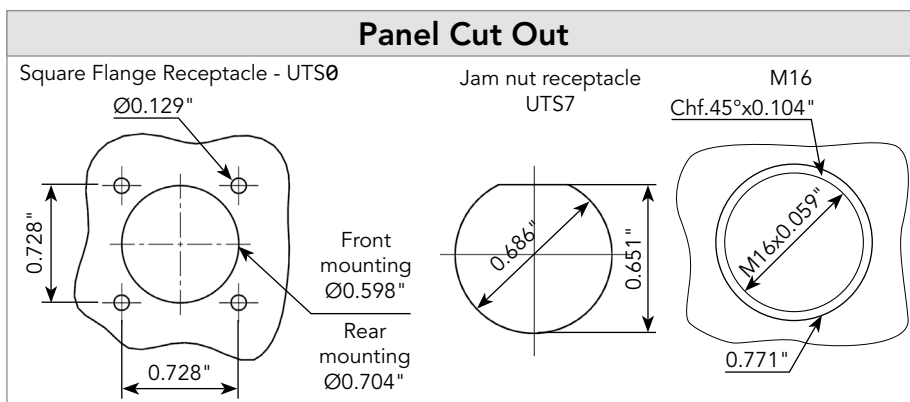 Panel Cut Out
Square Flange Receptacle - UTS0
Ø0.129"
0.728"
0.728"
Front
mounting
Ø0.598"
Rear
mounting
Ø0.704"
Jam nut receptacle
UTS7
0.686"
0.651"
M16
Chf.45°x0.104"
M16x0.059"
0.771"